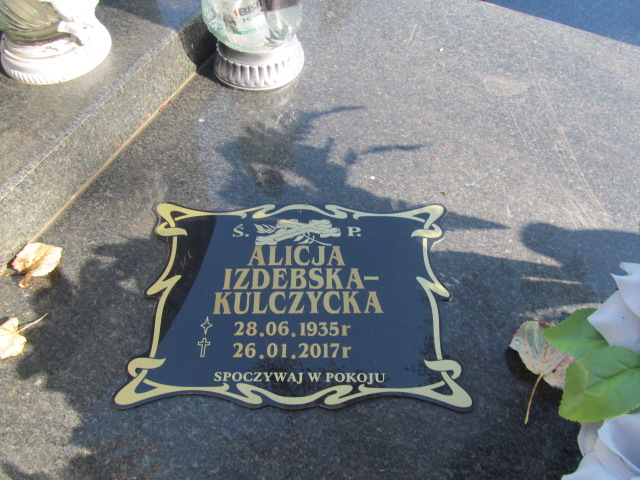 Ś. P.
ALICJA
IZDEBSKA-
KULCZYCKA
28.06.1935r
26.01.2017r
SPOCZYWAJ W POKOJU